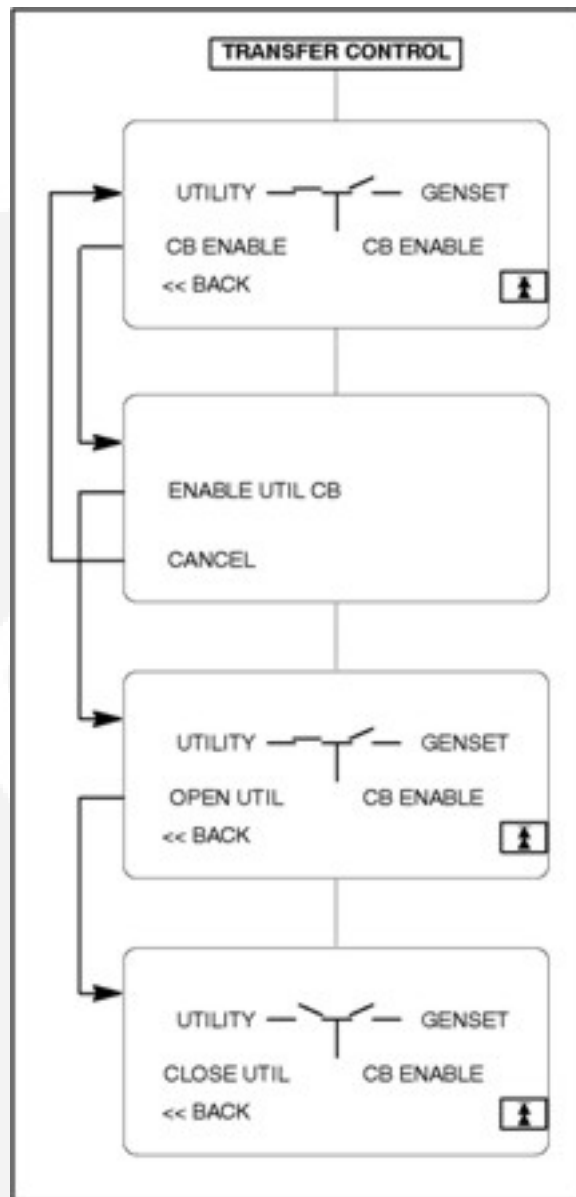 TRANSFER CONTROL
UTILITY GENSET
CB ENABLE CB ENABLE
<< BACK
ENABLE UTIL CB
CANCEL
UTILITY GENSET
OPEN UTIL CB ENABLE
<< BACK
UTILITY GENSET
CLOSE UTIL CB ENABLE
<< BACK